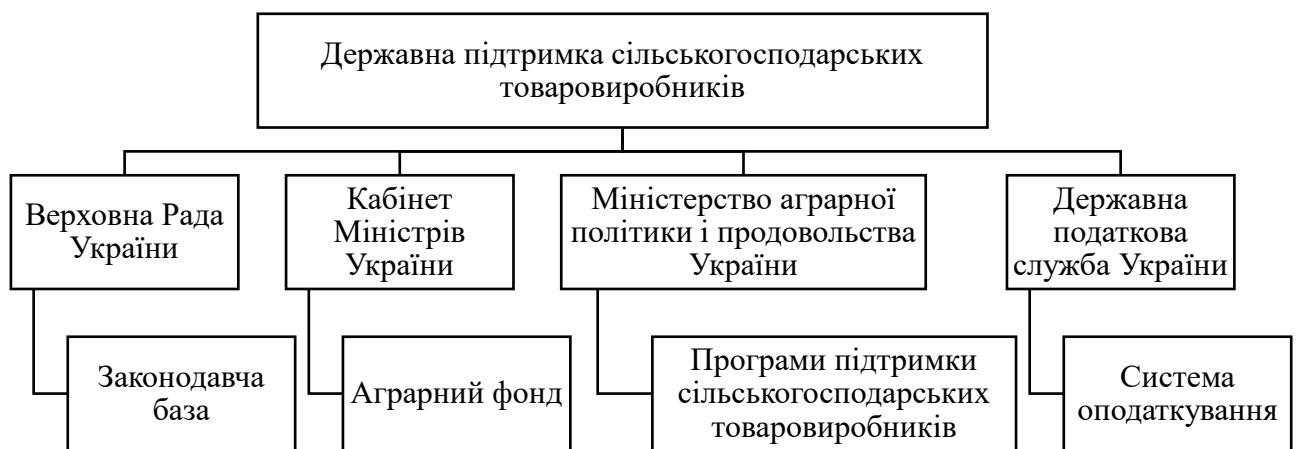 Державна підтримка сільськогосподарських
товаровиробників
Верховна Рада
України
Кабінет
Міністрів
України
Міністерство аграрної
політики і продовольства
України
Державна
податкова
служба України
Законодавча
база
Аграрний фонд
Програми підтримки
сільськогосподарських
товаровиробників
Система
оподаткування